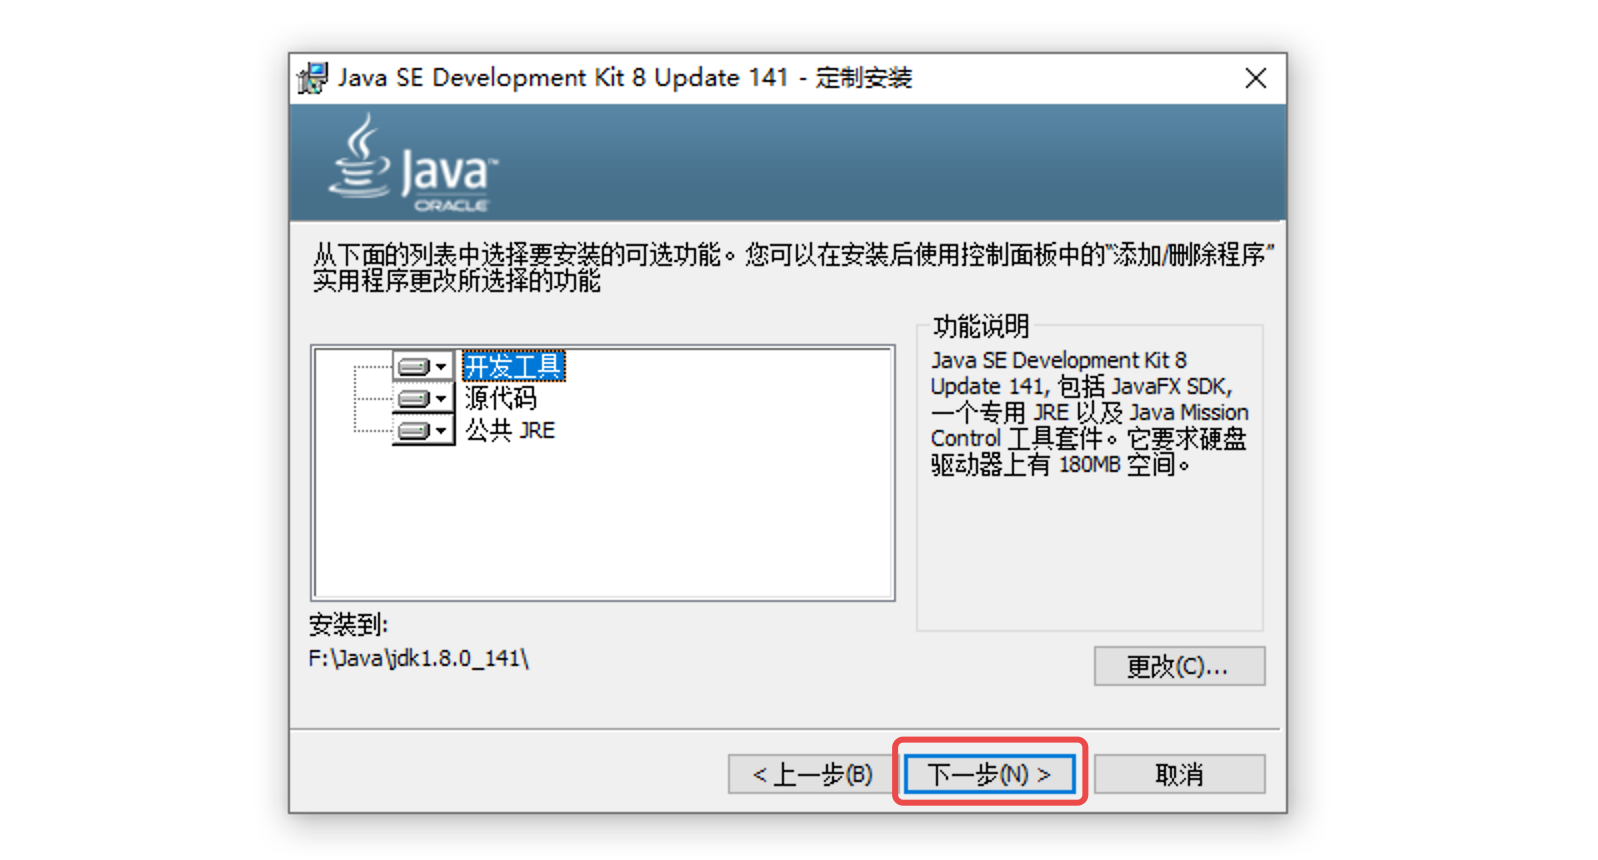 Java SE Development Kit 8 Update 141 - 定制安装
Java™
ORACLE
从下面的列表中选择要安装的可选功能。您可以在安装后使用控制面板中的“添加/删除程序”
实用程序更改所选择的功能
开发工具
源代码
公共 JRE
功能说明
Java SE Development Kit 8
Update 141, 包括 JavaFX SDK,
一个专用 JRE 以及 Java Mission
Control 工具套件。它要求硬盘
驱动器上有 180MB 空间。
安装到:
F:\Java\jdk1.8.0_141\
更改(C)...
< 上一步(B)
下一步(N) >
取消